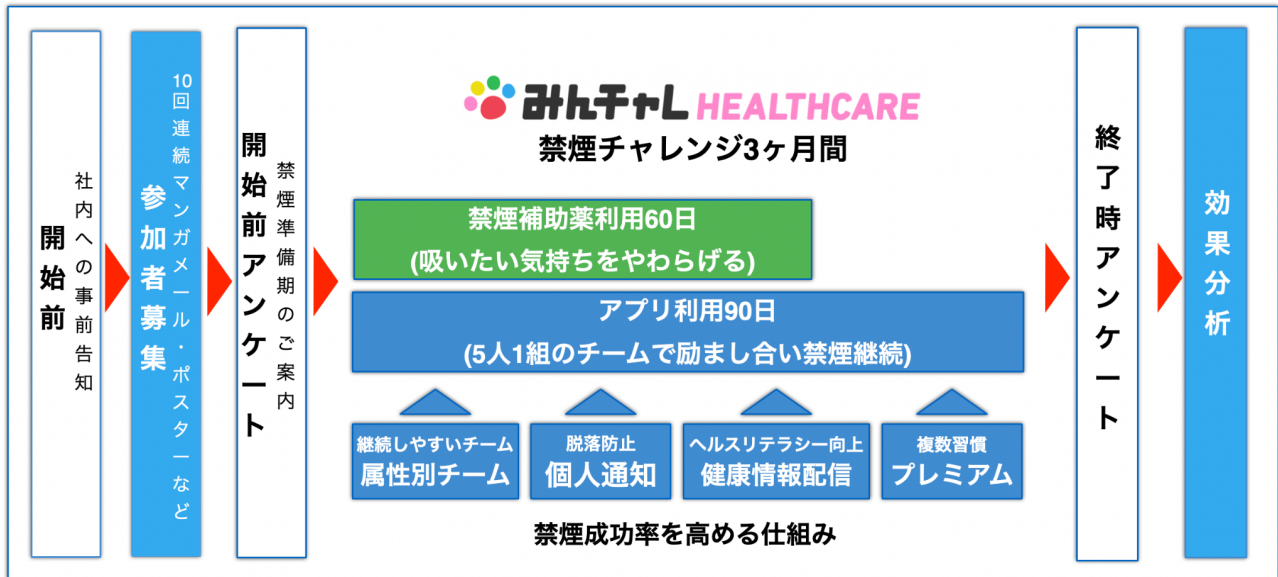 開始前
社内への事前告知
参加者募集
10回連続マンガメール・ポスターなど
開始前アンケート
禁煙準備期のご案内
みんチャレ HEALTHCARE
禁煙チャレンジ3ヶ月間
禁煙補助薬利用60日
(吸いたい気持ちをやわらげる)
アプリ利用90日
(5人1組のチームで励まし合い禁煙継続)
継続しやすいチーム
属性別チーム
脱落防止
個人通知
ヘルスリテラシー向上
健康情報配信
複数習慣
プレミアム
禁煙成功率を高める仕組み
終了時アンケート
効果分析